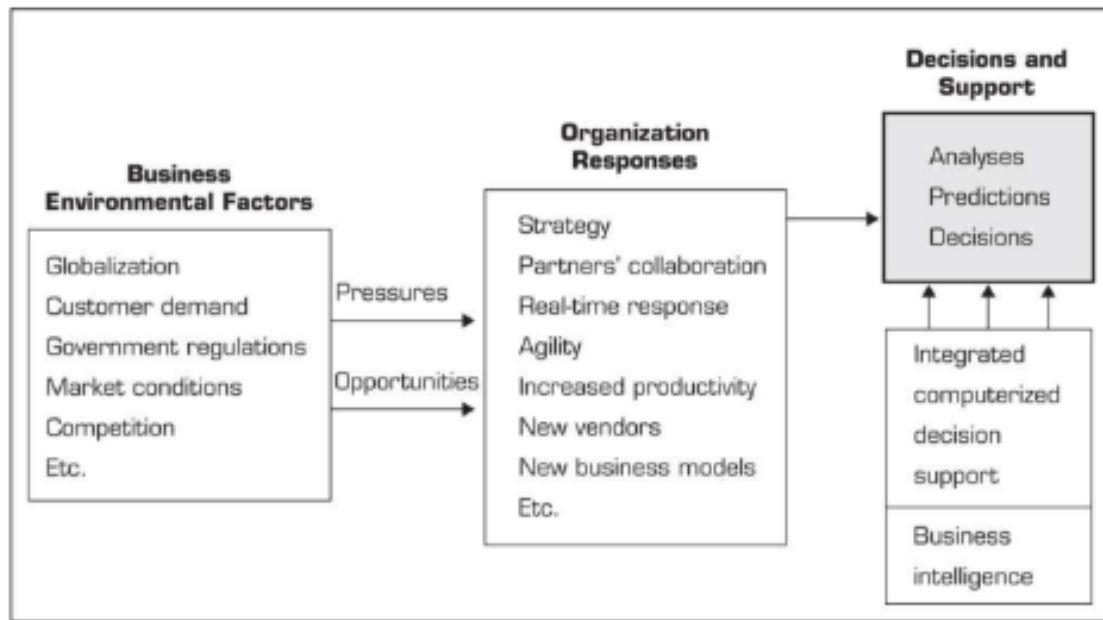 Business
Environmental Factors
Globalization
Customer demand
Government regulations
Market conditions
Competition
Etc.
Pressures
Opportunities
Organization
Responses
Strategy
Partners' collaboration
Real-time response
Agility
Increased productivity
New vendors
New business models
Etc.
Decisions and
Support
Analyses
Predictions
Decisions
Integrated
computerized
decision
support
Business
intelligence